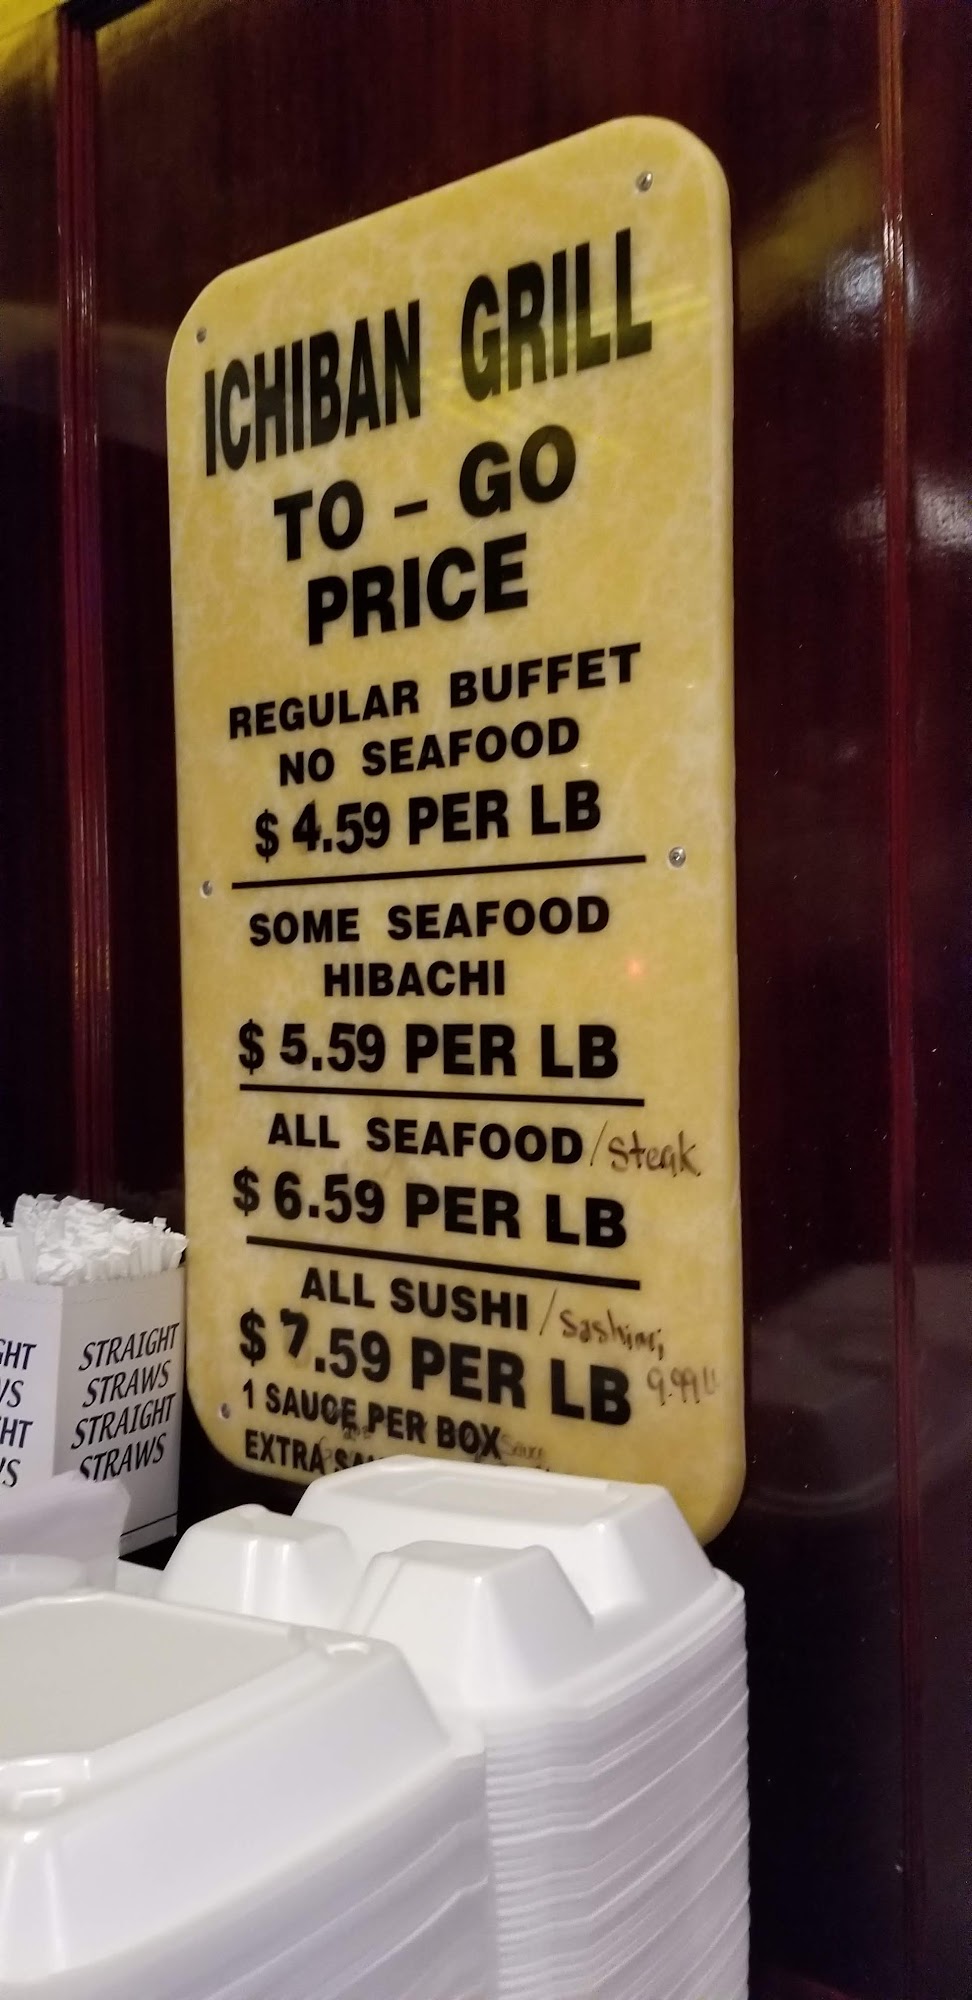 ICHIBAN GRILL
TO - GO
PRICE
REGULAR BUFFET
NO SEAFOOD
$ 4.59 PER LB
SOME SEAFOOD
HIBACHI
$ 5.59 PER LB
ALL SEAFOOD / Steak
$ 6.59 PER LB
ALL SUSHI / Sashimi
$ 7.59 PER LB 9.99
1 SAUCE PER BOX
EXTRA
STRAIGHT
STRAWS
STRAIGHT
STRAWS